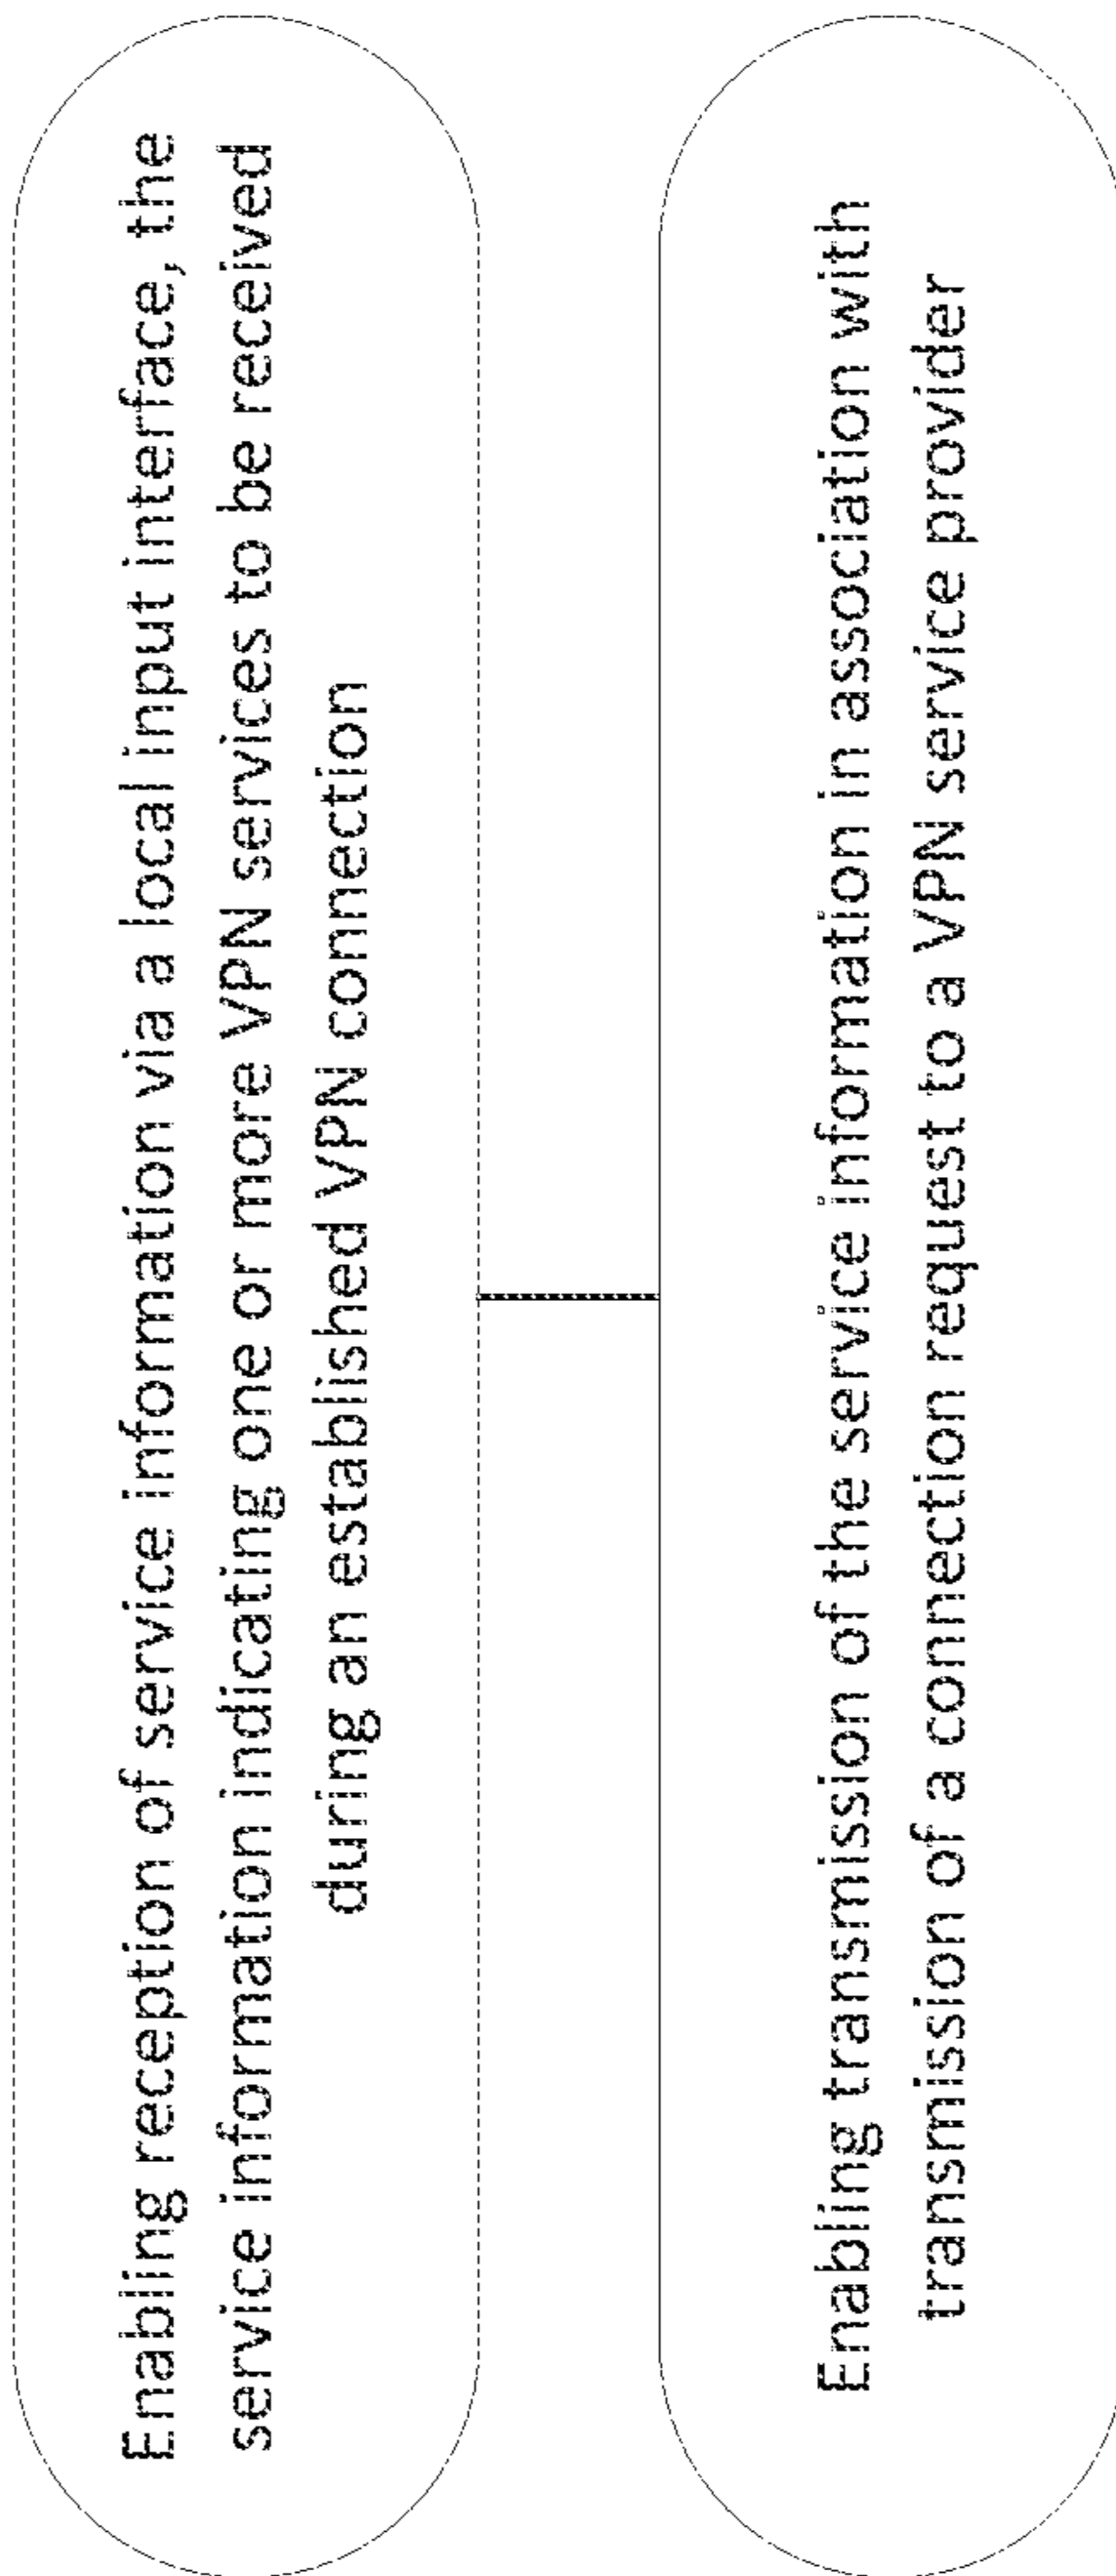 Enabling reception of service information via a local input interface, the
service information indicating one or more VPN services to be received
during an established VPN connection
Enabling transmission of the service information in association with
transmission of a connection request to a VPN service provider